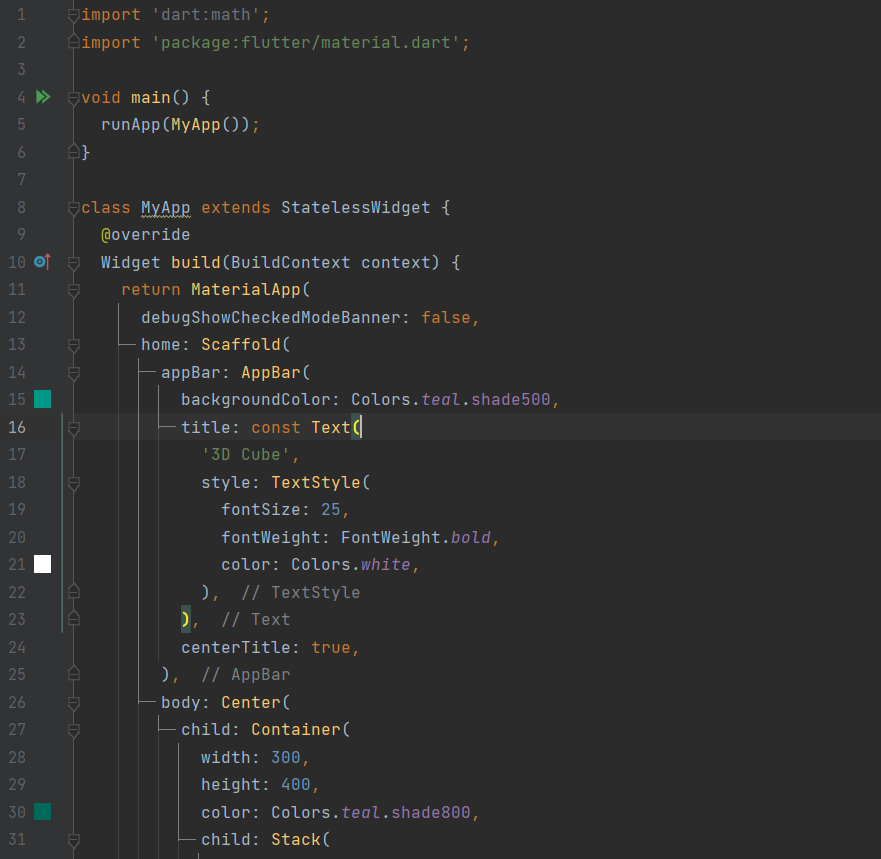 1 import 'dart:math';
2 import 'package:flutter/material.dart';
3
4 void main() {
5   runApp(MyApp());
6 }
7
8 class MyApp extends StatelessWidget {
9   @override
10   Widget build(BuildContext context) {
11     return MaterialApp(
12       debugShowCheckedModeBanner: false,
13       home: Scaffold(
14         appBar: AppBar(
15           backgroundColor: Colors.teal.shade500,
16           title: const Text(
17             '3D Cube',
18             style: TextStyle(
19               fontSize: 25,
20               fontWeight: FontWeight.bold,
21               color: Colors.white,
22             ),  // TextStyle
23           ),  // Text
24           centerTitle: true,
25         ),  // AppBar
26         body: Center(
27           child: Container(
28             width: 300,
29             height: 400,
30             color: Colors.teal.shade800,
31             child: Stack(